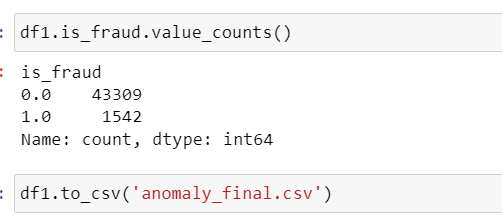 df1.is_fraud.value_counts()
is_fraud
0.0    43309
1.0     1542
Name: count, dtype: int64
df1.to_csv('anomaly_final.csv')